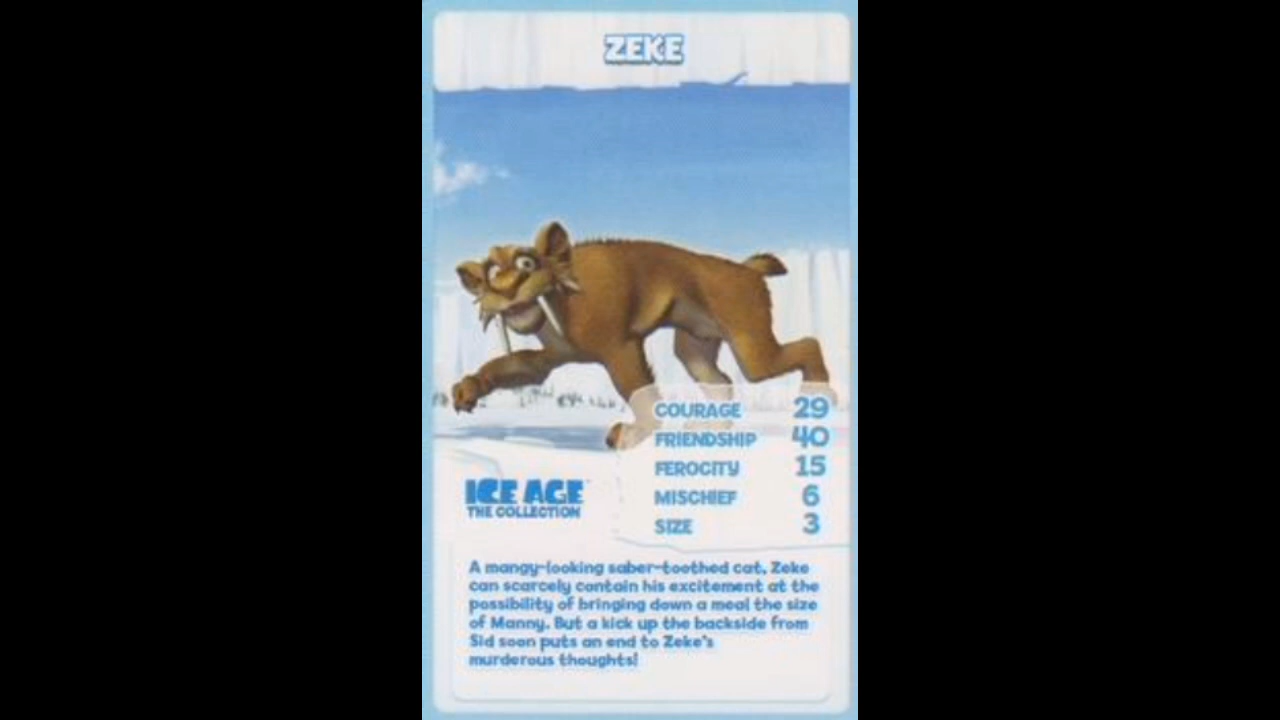 ZEKE
COURAGE 29
FRIENDSHIP 40
FEROCITY 15
MISCHIEF 6
SIZE 3
ICE AGE
THE COLLECTION
A mangy-looking saber-toothed cat, Zeke
can scarcely contain his excitement at the
possibility of bringing down a meal the size
of Manny. But a kick up the backside from
Sid soon puts an end to Zeke's
murderous thoughts!